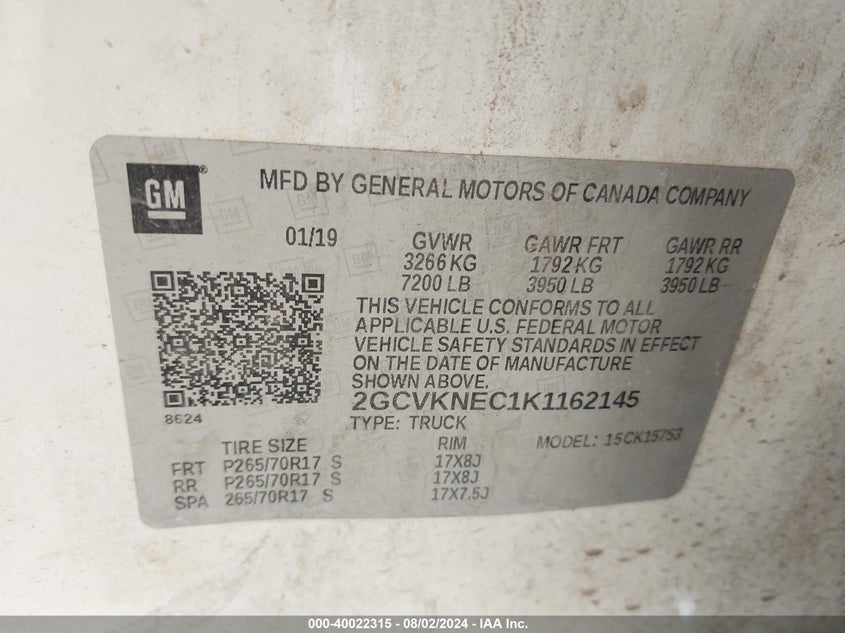 GM
MFD BY GENERAL MOTORS OF CANADA COMPANY
01/19 GVWR GAWR FRT GAWR RR
3266 KG 1792 KG 1792 KG
7200 LB 3950 LB 3950 LB
THIS VEHICLE CONFORMS TO ALL
APPLICABLE U.S. FEDERAL MOTOR
VEHICLE SAFETY STANDARDS IN EFFECT
ON THE DATE OF MANUFACTURE
SHOWN ABOVE.
2GCVKNEC1K1162145
8624
TYPE: TRUCK
TIRE SIZE RIM MODEL: 15CK15753
FRT P265/70R17 S 17X8J
RR P265/70R17 S 17X8J
SPA 265/70R17 S 17X7.5J
000-40022315 - 08/02/2024 - IAA Inc.